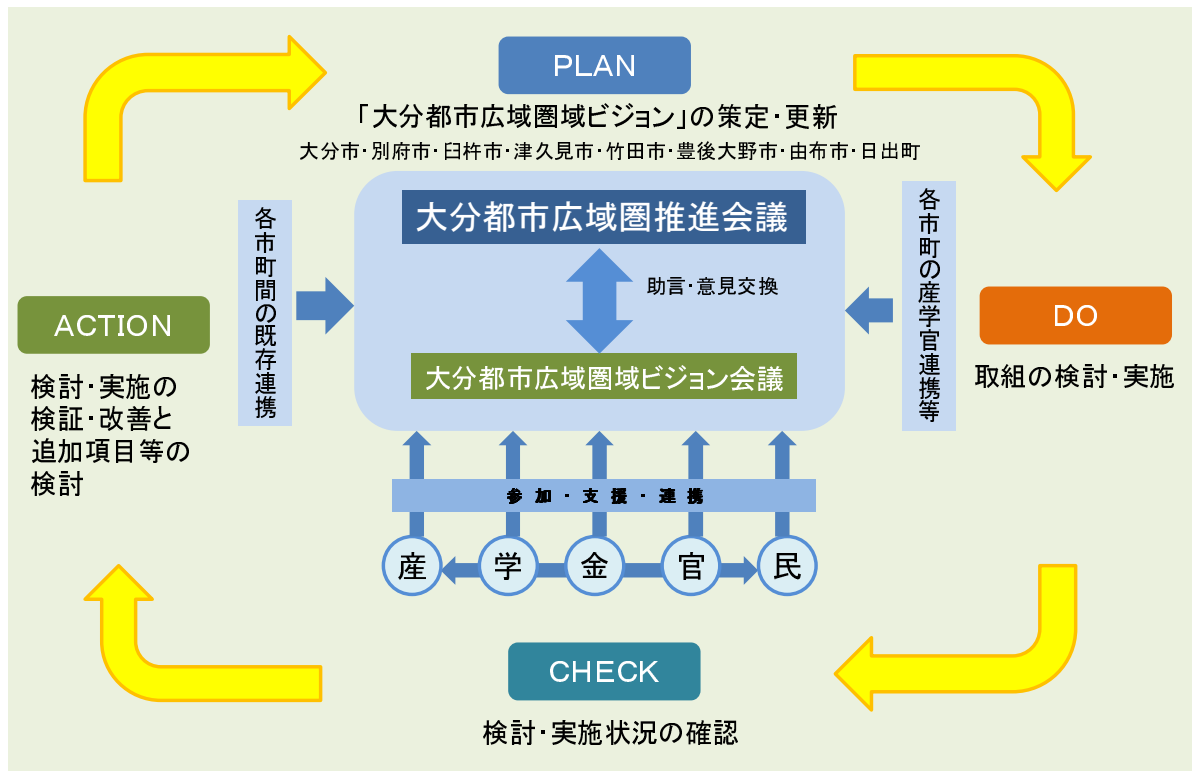 PLAN
「大分都市広域圏域ビジョン」の策定・更新
大分市・別府市・臼杵市・津久見市・竹田市・豊後大野市・由布市・日出町
大分都市広域圏推進会議
助言・意見交換
大分都市広域圏域ビジョン会議
各市町間の既存連携
各市町の産学官連携等
ACTION
検討・実施の
検証・改善と
追加項目等の
検討
DO
取組の検討・実施
参加・支援・連携
産 学 金 官 民
CHECK
検討・実施状況の確認